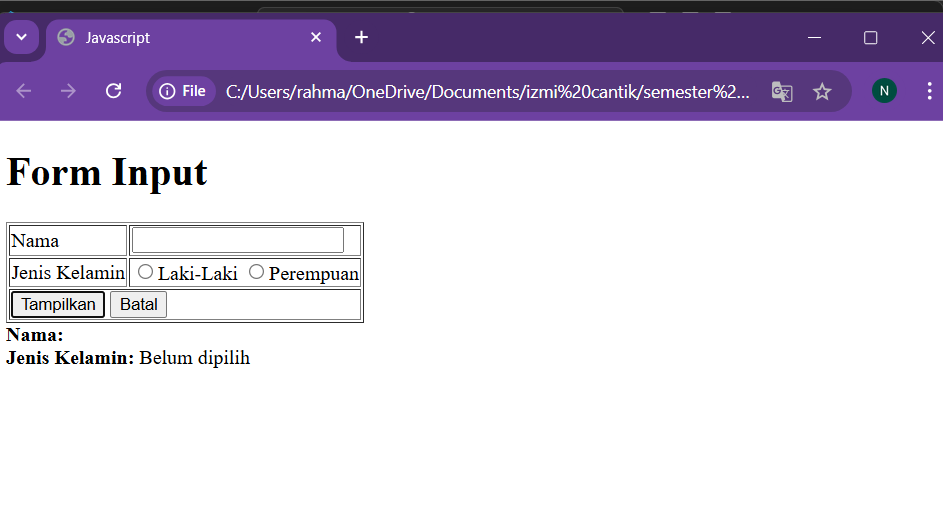 Javascript
File C:/Users/rahma/OneDrive/Documents/izmi%20cantik/semester%2... N
Form Input
Nama
Jenis Kelamin Laki-Laki Perempuan
Tampilkan Batal
Nama:
Jenis Kelamin: Belum dipilih